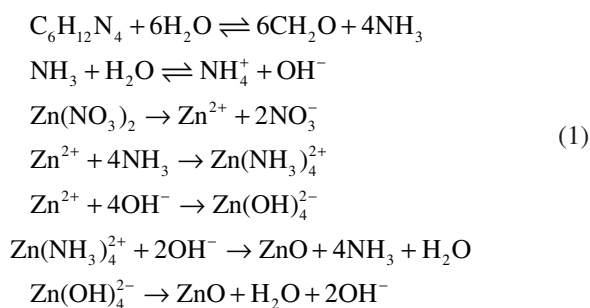 C₆H₁₂N₄ + 6H₂O ⇌ 6CH₂O + 4NH₃
NH₃ + H₂O ⇌ NH₄⁺ + OH⁻
Zn(NO₃)₂ → Zn²⁺ + 2NO₃⁻
Zn²⁺ + 4NH₃ → Zn(NH₃)₄²⁺
(1)
Zn²⁺ + 4OH⁻ → Zn(OH)₄²⁻
Zn(NH₃)₄²⁺ + 2OH⁻ → ZnO + 4NH₃ + H₂O
Zn(OH)₄²⁻ → ZnO + H₂O + 2OH⁻